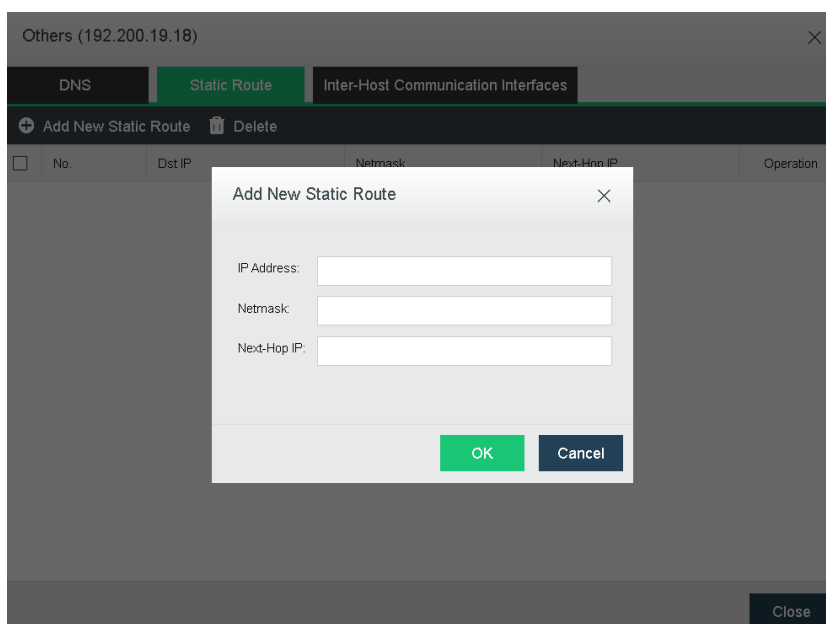 Others (192.200.19.18)
DNS Static Route Inter-Host Communication Interfaces
Add New Static Route Delete
No. Dst IP Netmask Next-Hop IP Operation
Add New Static Route
IP Address:
Netmask:
Next-Hop IP:
OK Cancel
Close